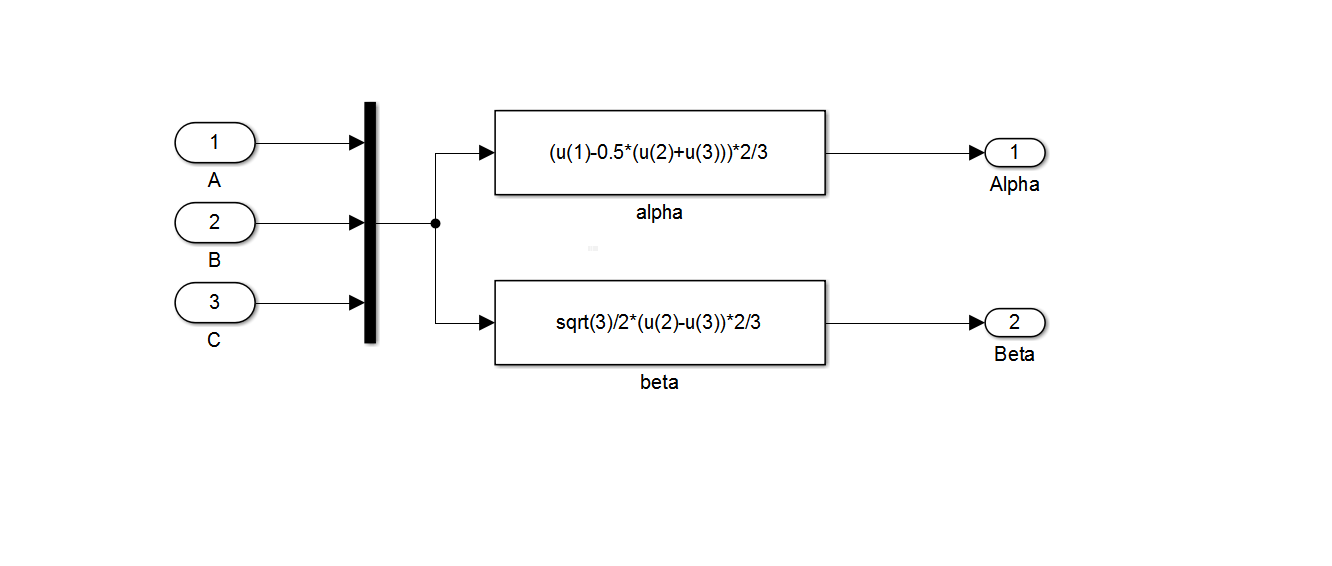 1
A
2
B
3
C
(u(1)-0.5*(u(2)+u(3)))*2/3
alpha
sqrt(3)/2*(u(2)-u(3))*2/3
beta
1
Alpha
2
Beta